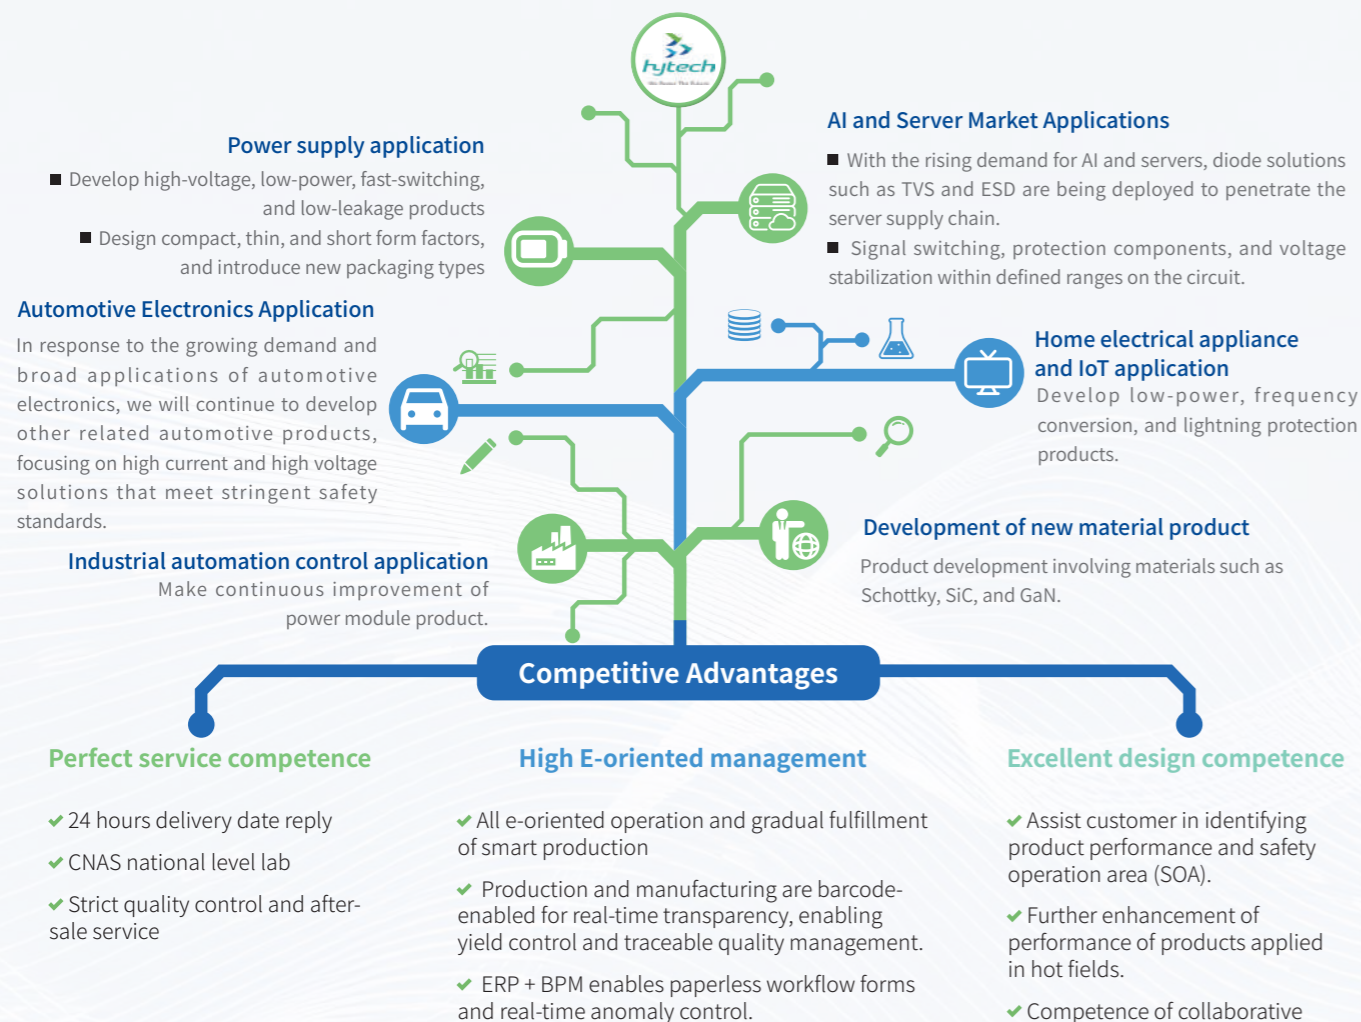 hytech
Power supply application
■ Develop high-voltage, low-power, fast-switching,
and low-leakage products
■ Design compact, thin, and short form factors,
and introduce new packaging types
AI and Server Market Applications
■ With the rising demand for AI and servers, diode solutions
such as TVS and ESD are being deployed to penetrate the
server supply chain.
■ Signal switching, protection components, and voltage
stabilization within defined ranges on the circuit.
Automotive Electronics Application
In response to the growing demand and
broad applications of automotive
electronics, we will continue to develop
other related automotive products,
focusing on high current and high voltage
solutions that meet stringent safety
standards.
Home electrical appliance
and IoT application
Develop low-power, frequency
conversion, and lightning protection
products.
Industrial automation control application
Make continuous improvement of
power module product.
Development of new material product
Product development involving materials such as
Schottky, SiC, and GaN.
Competitive Advantages
Perfect service competence
✔ 24 hours delivery date reply
✔ CNAS national level lab
✔ Strict quality control and after-
sale service
High E-oriented management
✔ All e-oriented operation and gradual fulfillment
of smart production
✔ Production and manufacturing are barcode-
enabled for real-time transparency, enabling
yield control and traceable quality management.
✔ ERP + BPM enables paperless workflow forms
and real-time anomaly control.
Excellent design competence
✔ Assist customer in identifying
product performance and safety
operation area (SOA).
✔ Further enhancement of
performance of products applied
in hot fields.
✔ Competence of collaborative